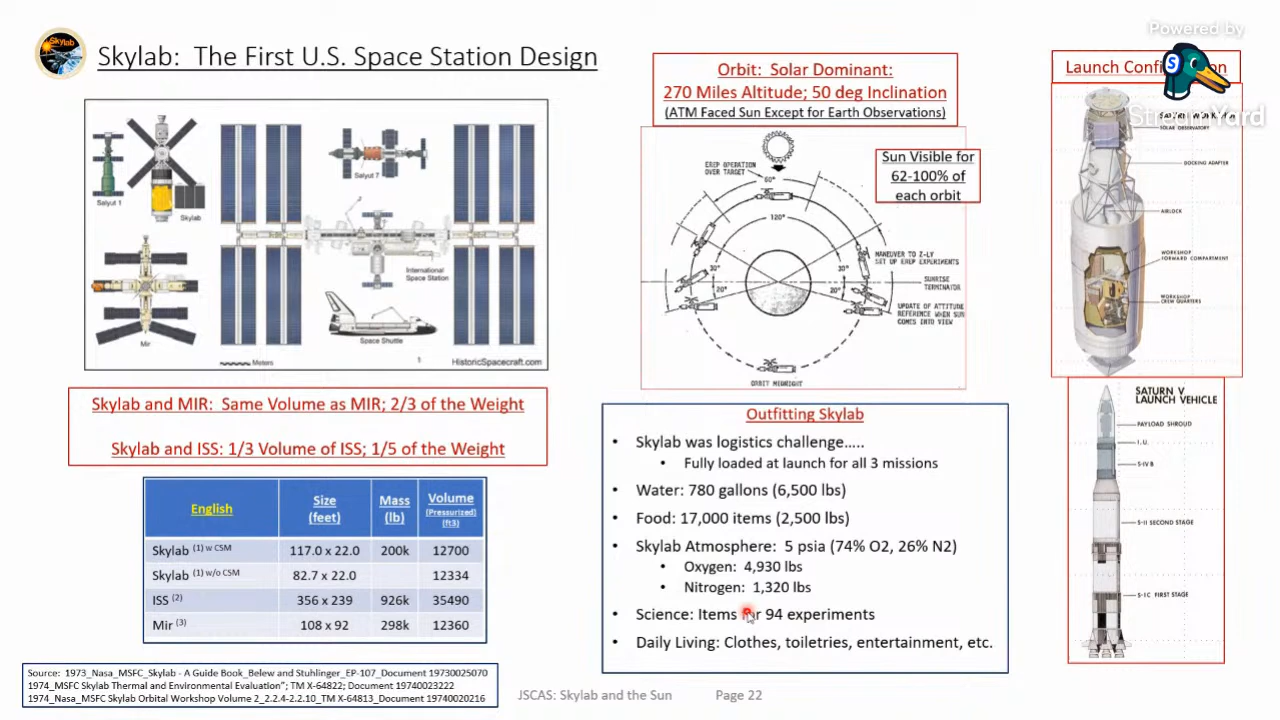 Powered by
StreamYard
Skylab
Skylab: The First U.S. Space Station Design
Salyut 1
Skylab
Salyut 7
International
Space Station
Mir
Space Shuttle
Meters
1
HistoricSpacecraft.com
Skylab and MIR: Same Volume as MIR; 2/3 of the Weight
Skylab and ISS: 1/3 Volume of ISS; 1/5 of the Weight
English Size (feet) Mass (lb) Volume [Pressurized] (ft3)
Skylab (1) w CSM 117.0 x 22.0 200k 12700
Skylab (1) w/o CSM 82.7 x 22.0 12334
ISS (2) 356 x 239 926k 35490
Mir (3) 108 x 92 298k 12360
Source: 1973_Nasa_MSFC_Skylab - A Guide Book_Belew and Stuhlinger_EP-107_Document 19730025070
1974_MSFC Skylab Thermal and Environmental Evaluation"; TM X-64822; Document 19740023222
1974_Nasa_MSFC Skylab Orbital Workshop Volume 2_2.2.4-2.2.10_TM X-64813_Document 19740020216
Orbit: Solar Dominant:
270 Miles Altitude; 50 deg Inclination
(ATM Faced Sun Except for Earth Observations)
Sun Visible for
62-100% of
each orbit
EREP OPERATION
OVER TARGET
60°
120°
30°
20°
30°
20°
MANEUVER TO Z-LV
SET UP EREP EXPERIMENTS
SUNRISE
TERMINATOR
UPDATE OF ATTITUDE
REFERENCE WHEN SUN
COMES INTO VIEW
ORBIT MIDNIGHT
Outfitting Skylab
• Skylab was logistics challenge.....
• Fully loaded at launch for all 3 missions
• Water: 780 gallons (6,500 lbs)
• Food: 17,000 items (2,500 lbs)
• Skylab Atmosphere: 5 psia (74% O2, 26% N2)
• Oxygen: 4,930 lbs
• Nitrogen: 1,320 lbs
• Science: Items for 94 experiments
• Daily Living: Clothes, toiletries, entertainment, etc.
JSCAS: Skylab and the Sun Page 22
Launch
SOLAR OBSERVATORY
DOCKING ADAPTER
AIRLOCK
WORKSHOP
FORWARD COMPARTMENT
WORKSHOP
CREW QUARTERS
SATURN V
LAUNCH VEHICLE
PAYLOAD SHROUD
I. U.
S-IV B
S-II SECOND STAGE
S-1C FIRST STAGE